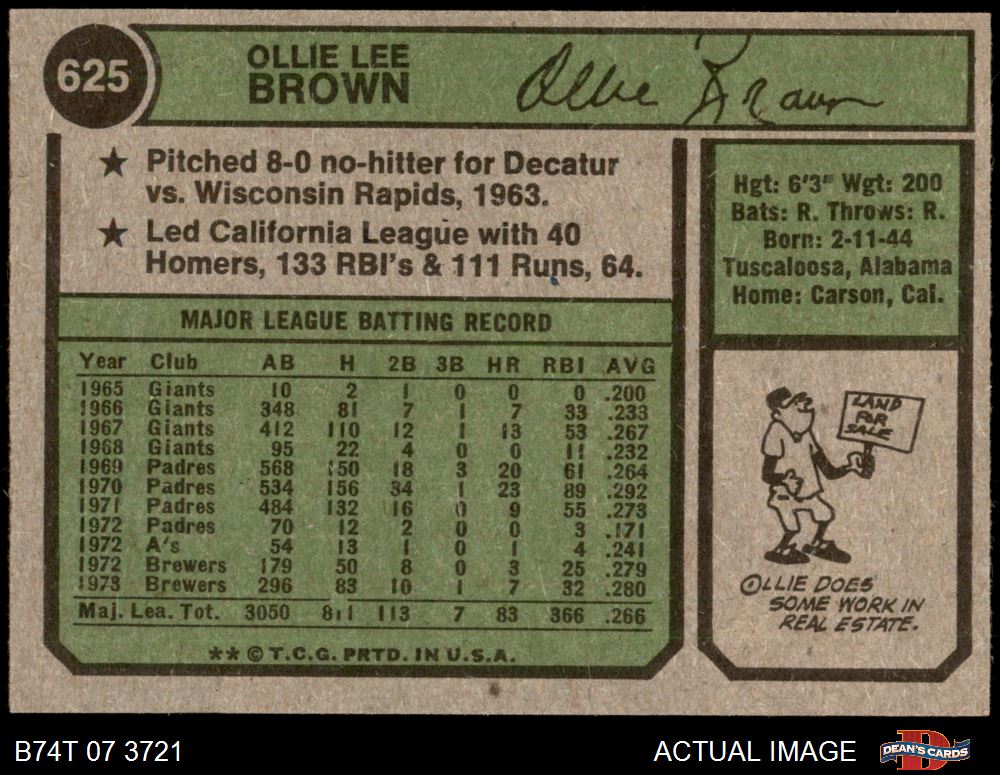 625
OLLIE LEE
BROWN
Ollie Brown
★ Pitched 8-0 no-hitter for Decatur
vs. Wisconsin Rapids, 1963.
★ Led California League with 40
Homers, 133 RBI's & 111 Runs, 64.
Hgt: 6'3" Wgt: 200
Bats: R. Throws: R.
Born: 2-11-44
Tuscaloosa, Alabama
Home: Carson, Cal.
MAJOR LEAGUE BATTING RECORD
Year Club AB H 2B 3B HR RBI AVG
1965 Giants 10 2 1 0 0 0 .200
1966 Giants 348 81 7 1 7 33 .233
1967 Giants 412 110 12 1 13 53 .267
1968 Giants 95 22 4 0 0 11 .232
1969 Padres 568 150 18 3 20 61 .264
1970 Padres 534 156 34 1 23 89 .292
1971 Padres 484 132 16 0 9 55 .273
1972 Padres 70 12 2 0 0 3 .171
1972 A's 54 13 1 0 1 4 .241
1972 Brewers 179 50 8 0 3 25 .279
1973 Brewers 296 83 10 1 7 32 .280
Maj. Lea. Tot. 3050 811 113 7 83 366 .266
** © T.C.G. PRTD. IN U.S.A.
LAND
FOR
SALE
OLLIE DOES
SOME WORK IN
REAL ESTATE.
B74T 07 3721
ACTUAL IMAGE
D
DEAN'S CARDS